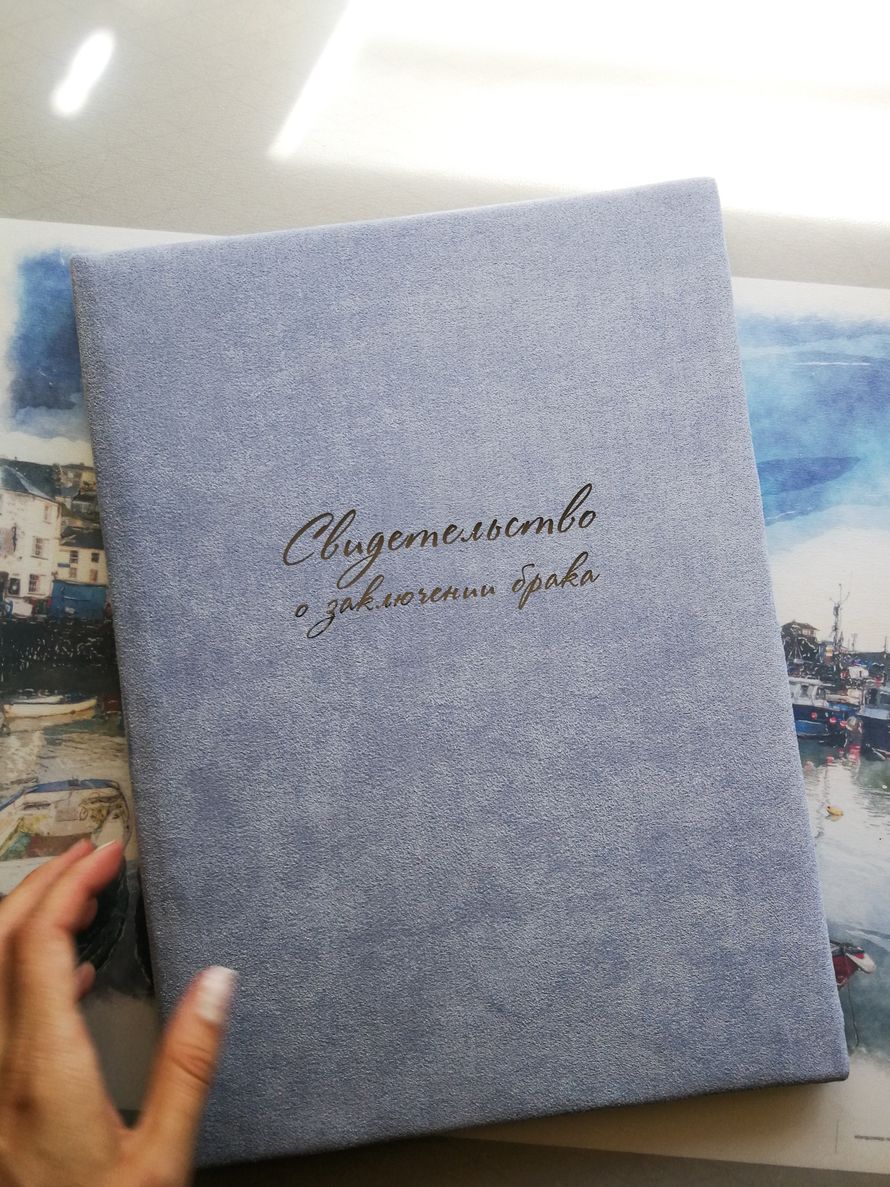 Свидетельство
о заключении брака